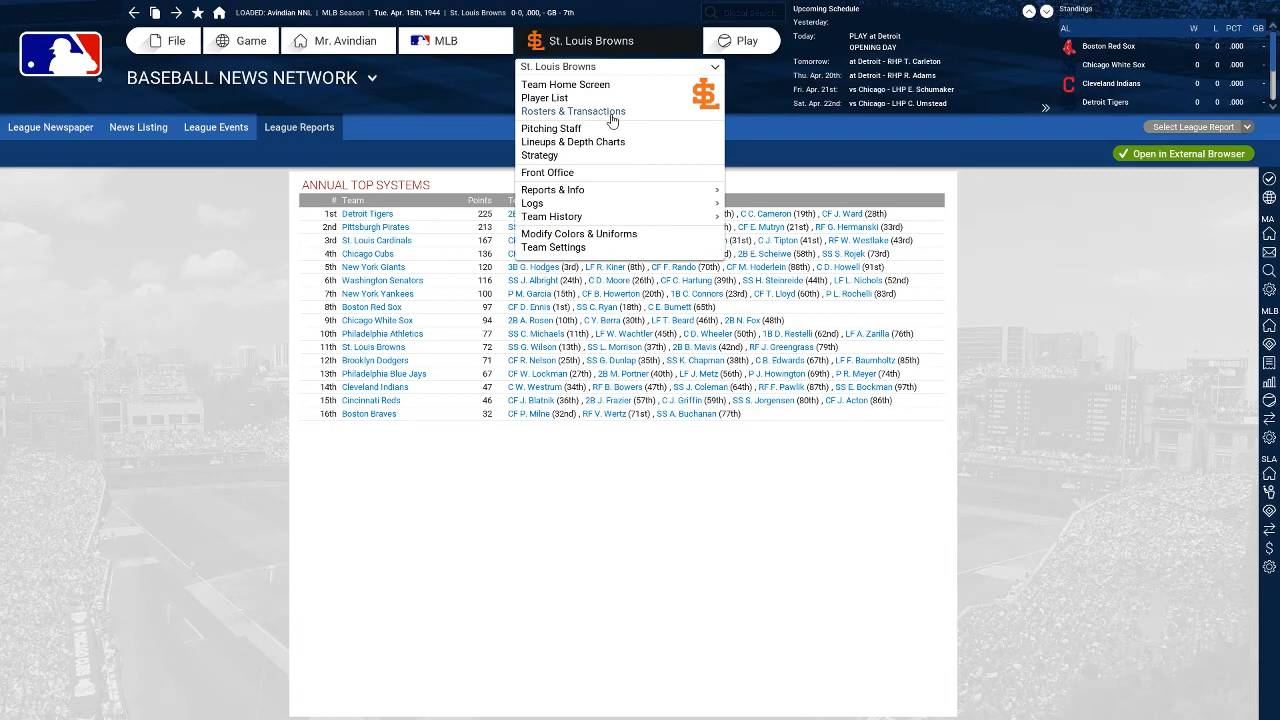 LOADED: Avindian NNL | MLB Season | Tue. Apr. 18th, 1944 | St. Louis Browns 0-0, .000, - GB - 7th
Global Search...
File
Game
Mr. Avindian
MLB
St. Louis Browns
Play
BASEBALL NEWS NETWORK
Upcoming Schedule
Yesterday:
Today: PLAY at Detroit
OPENING DAY
Tomorrow: at Detroit - RHP T. Carleton
Thu. Apr. 20th at Detroit - RHP R. Adams
Fri. Apr. 21st vs Chicago - LHP E. Schumaker
Sat. Apr. 22nd vs Chicago - LHP C. Umstead
Standings
AL W L PCT GB
Boston Red Sox 0 0 .000 -
Chicago White Sox 0 0 .000 -
Cleveland Indians 0 0 .000 -
Detroit Tigers 0 0 .000 -
League Newspaper
News Listing
League Events
League Reports
Select League Report
Open in External Browser
St. Louis Browns
Team Home Screen
Player List
Rosters & Transactions
Pitching Staff
Lineups & Depth Charts
Strategy
Front Office
Reports & Info
Logs
Team History
Modify Colors & Uniforms
Team Settings
ANNUAL TOP SYSTEMS
# Team Points
1st Detroit Tigers 225 , C C. Cameron (19th) , CF J. Ward (28th)
2nd Pittsburgh Pirates 213 , CF E. Mutryn (21st) , RF G. Hermanski (33rd)
3rd St. Louis Cardinals 167 (31st) , C J. Tipton (41st) , RF W. Westlake (43rd)
4th Chicago Cubs 136 , 2B E. Scheiwe (58th) , SS S. Rojek (73rd)
5th New York Giants 120 3B G. Hodges (3rd) , LF R. Kiner (8th) , CF F. Rando (70th) , CF M. Hoderlein (88th) , C D. Howell (91st)
6th Washington Senators 116 SS J. Albright (24th) , C D. Moore (26th) , CF C. Hartung (39th) , SS H. Steinreide (44th) , LF L. Nichols (52nd)
7th New York Yankees 100 P M. Garcia (15th) , CF B. Howerton (20th) , 1B C. Connors (23rd) , CF T. Lloyd (60th) , P L. Rochelli (83rd)
8th Boston Red Sox 97 CF D. Ennis (1st) , SS C. Ryan (18th) , C E. Burnett (65th)
9th Chicago White Sox 94 2B A. Rosen (10th) , C Y. Berra (30th) , LF T. Beard (46th) , 2B N. Fox (48th)
10th Philadelphia Athletics 77 SS C. Michaels (11th) , LF W. Wachtler (45th) , C D. Wheeler (50th) , 1B D. Restelli (62nd) , LF A. Zarilla (76th)
11th St. Louis Browns 72 SS G. Wilson (13th) , SS L. Morrison (37th) , 2B B. Mavis (42nd) , RF J. Greengrass (79th)
12th Brooklyn Dodgers 71 CF R. Nelson (25th) , SS G. Dunlap (35th) , SS K. Chapman (38th) , C B. Edwards (67th) , LF F. Baumholtz (85th)
13th Philadelphia Blue Jays 67 CF W. Lockman (27th) , 2B M. Portner (40th) , LF J. Metz (56th) , P J. Howington (69th) , P R. Meyer (74th)
14th Cleveland Indians 47 C W. Westrum (34th) , RF B. Bowers (47th) , SS J. Coleman (64th) , RF F. Pawlik (87th) , SS E. Bockman (97th)
15th Cincinnati Reds 46 CF J. Blatnik (36th) , 2B J. Frazier (57th) , C J. Griffin (59th) , SS S. Jorgensen (80th) , CF J. Acton (86th)
16th Boston Braves 32 CF P. Milne (32nd) , RF V. Wertz (71st) , SS A. Buchanan (77th)
MA
MLB
SLA